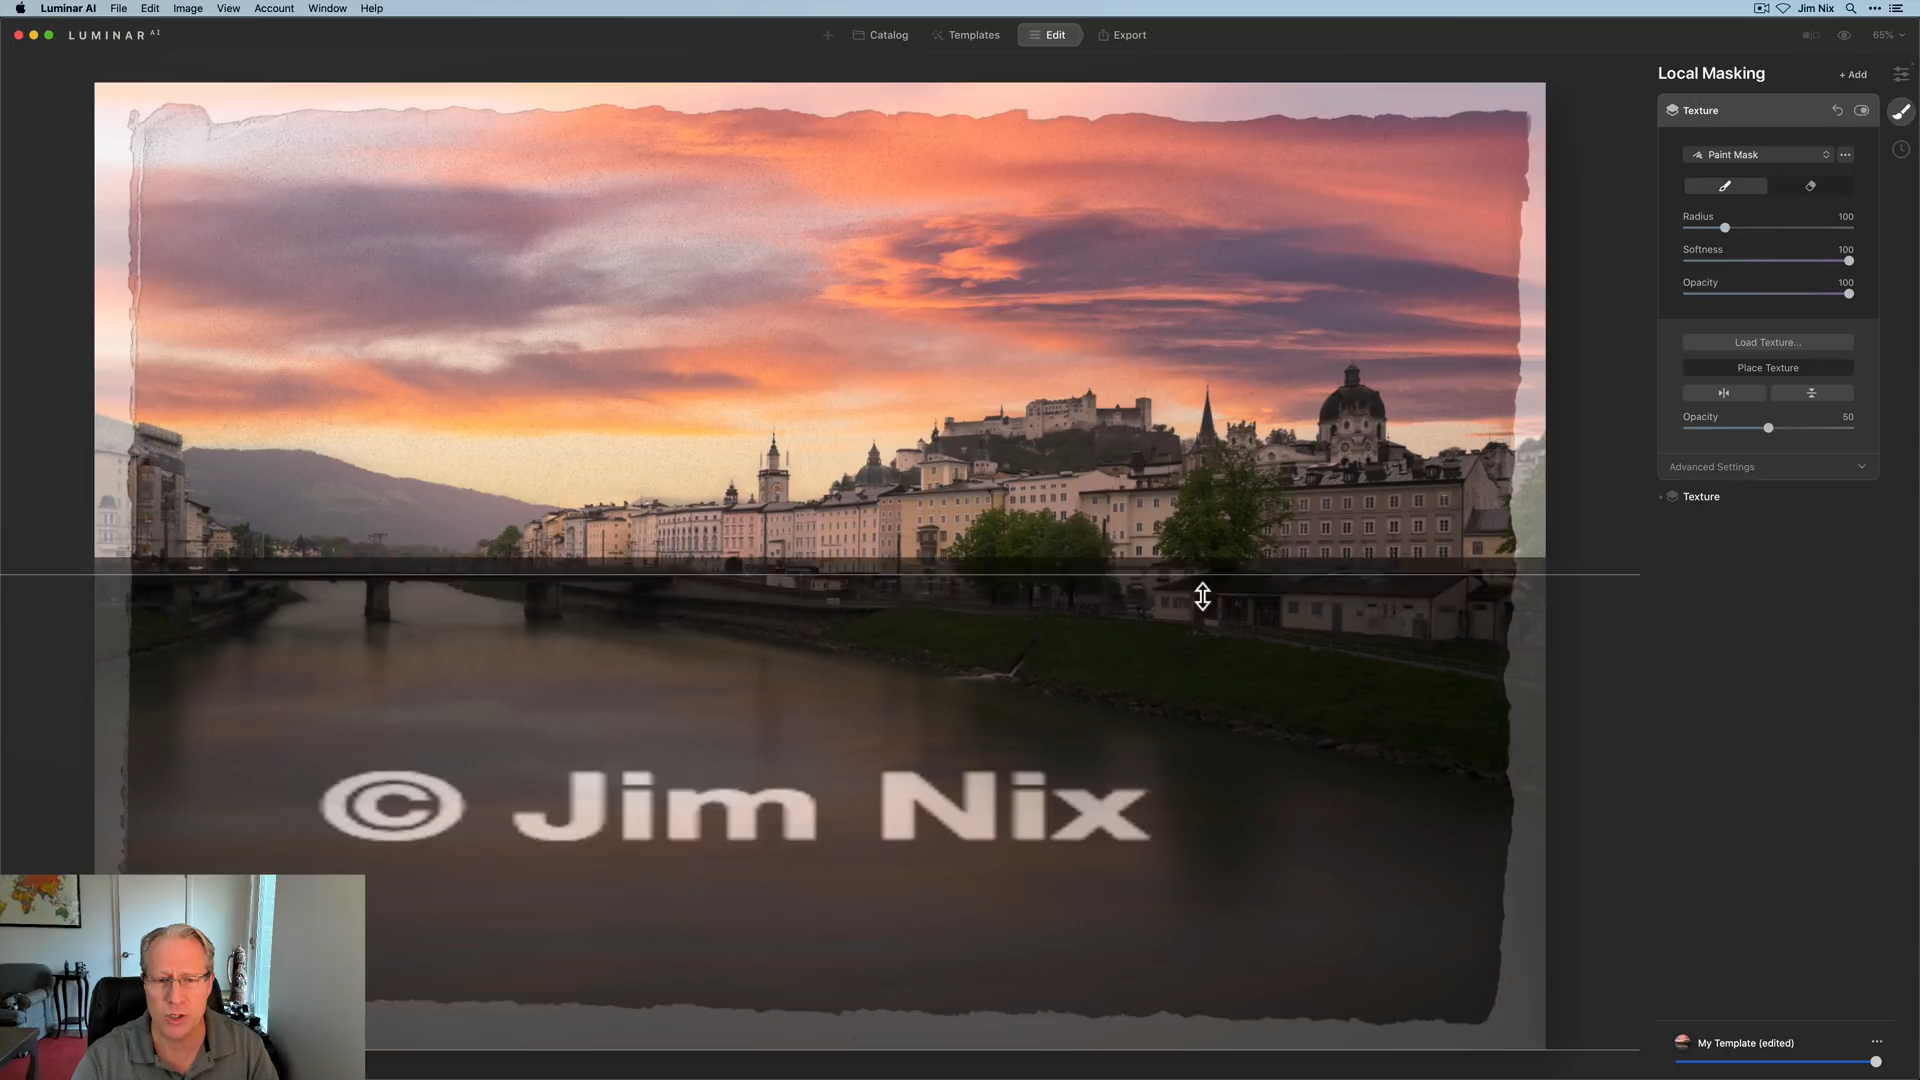 Luminar AI File Edit Image View Account Window Help Jim Nix
LUMINAR AI Catalog Templates Edit Export 65%
Local Masking + Add
Texture
Paint Mask
Radius 100
Softness 100
Opacity 100
Load Texture...
Place Texture
Opacity 50
Advanced Settings
Texture
© Jim Nix
My Template (edited)